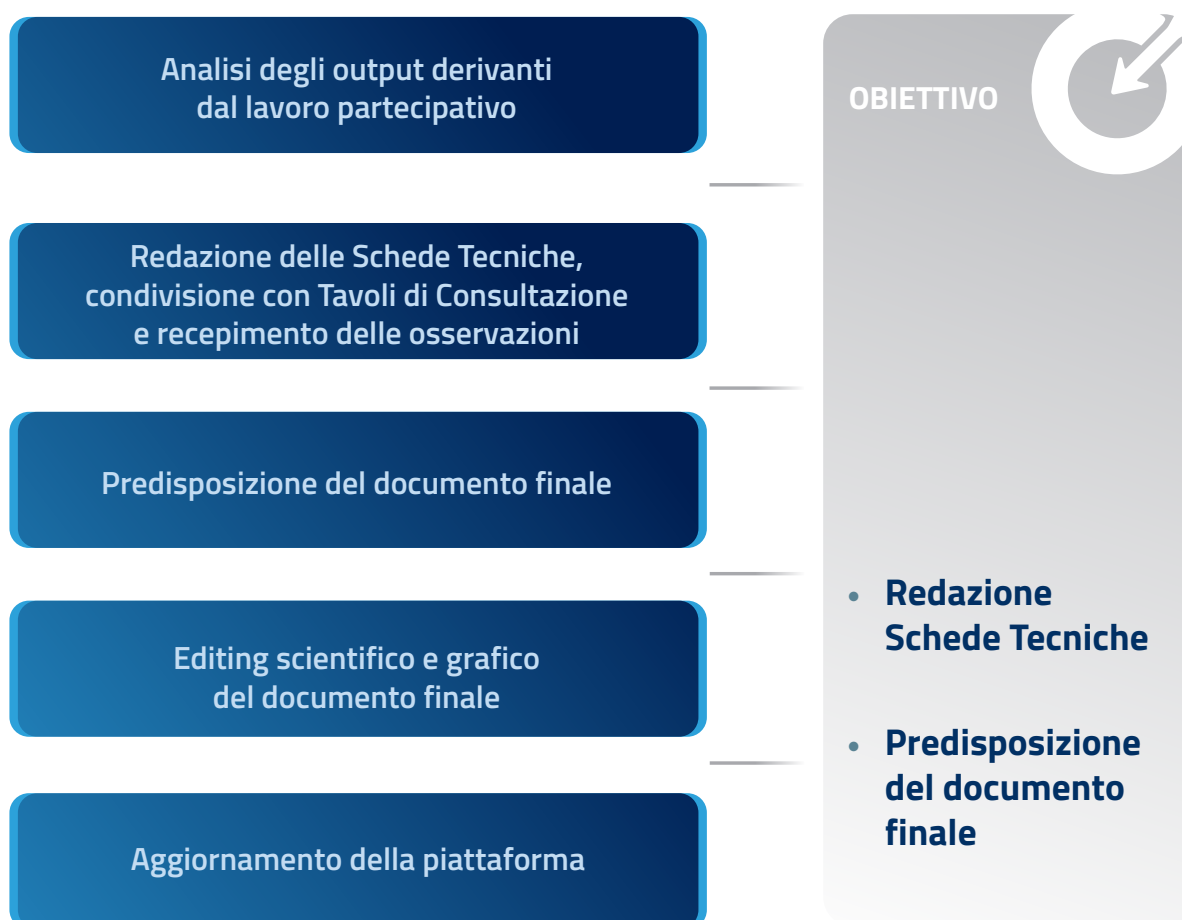 Analisi degli output derivanti
dal lavoro partecipativo
Redazione delle Schede Tecniche,
condivisione con Tavoli di Consultazione
e recepimento delle osservazioni
Predisposizione del documento finale
Editing scientifico e grafico
del documento finale
Aggiornamento della piattaforma
OBIETTIVO
• Redazione
Schede Tecniche
• Predisposizione
del documento
finale